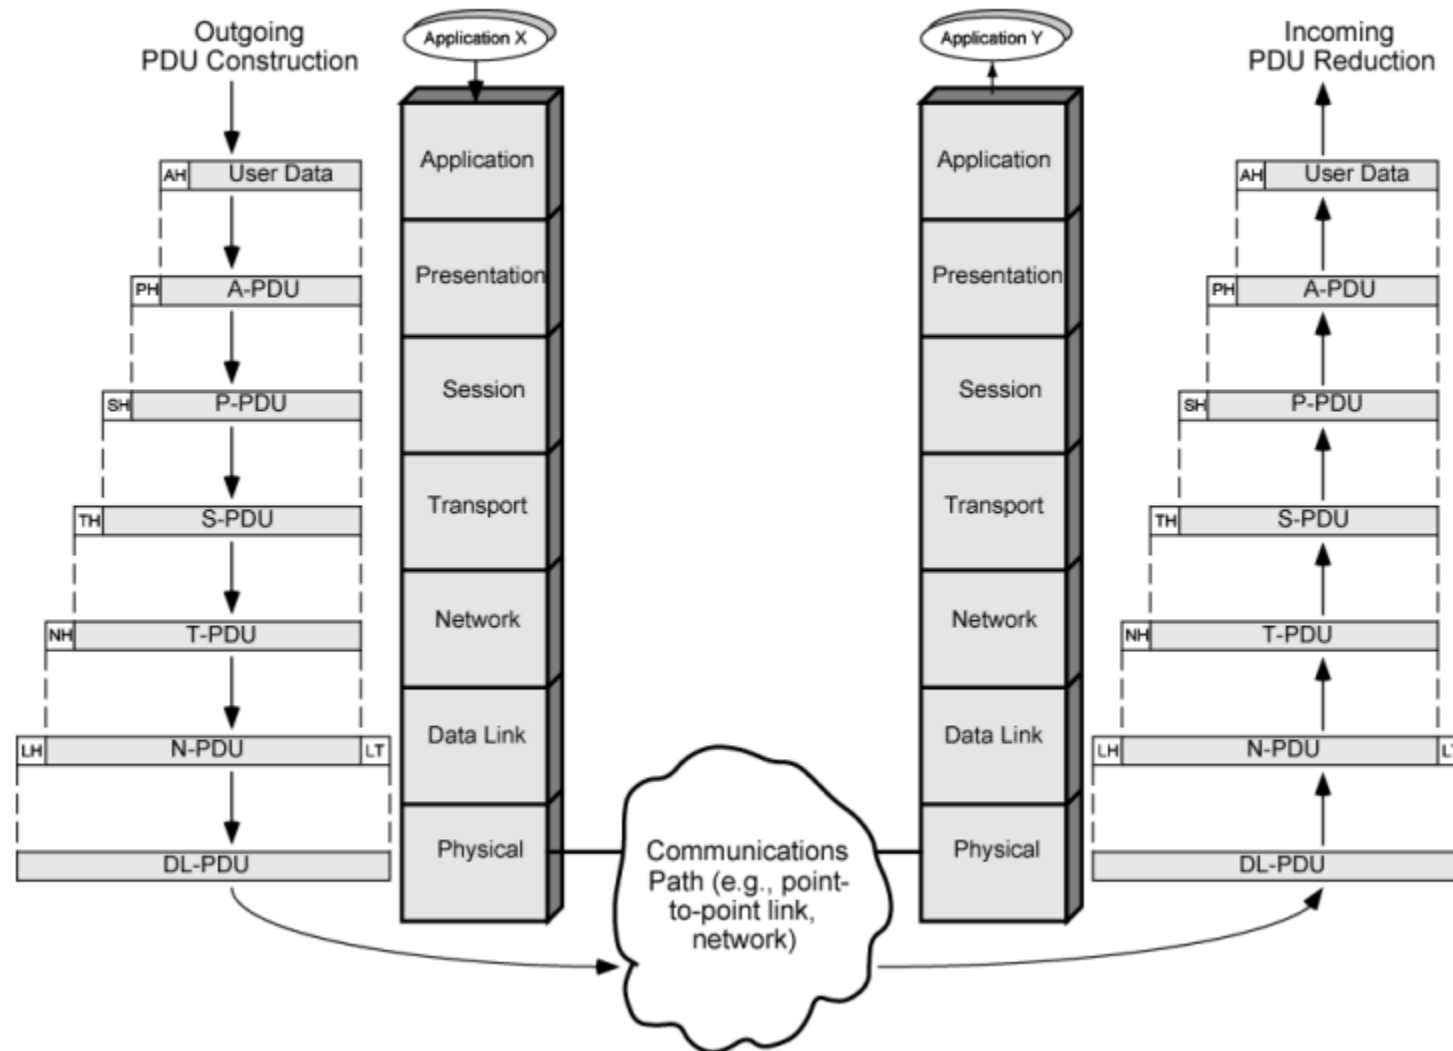 Outgoing
PDU Construction
Application X
Application Y
Incoming
PDU Reduction
AH User Data
Application
Application
AH User Data
PH A-PDU
Presentation
Presentation
PH A-PDU
SH P-PDU
Session
Session
SH P-PDU
TH S-PDU
Transport
Transport
TH S-PDU
NH T-PDU
Network
Network
NH T-PDU
LH N-PDU LT
Data Link
Data Link
LH N-PDU LT
DL-PDU
Physical
Communications
Path (e.g., point-
to-point link,
network)
Physical
DL-PDU